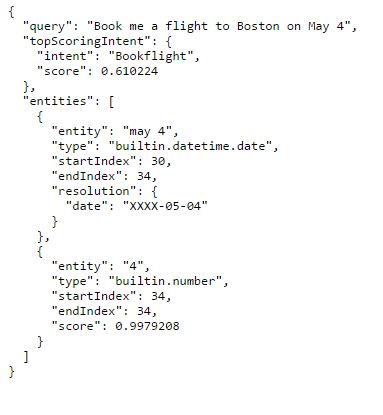 {
  "query": "Book me a flight to Boston on May 4",
  "topScoringIntent": {
    "intent": "Bookflight",
    "score": 0.610224
  },
  "entities": [
    {
      "entity": "may 4",
      "type": "builtin.datetime.date",
      "startIndex": 30,
      "endIndex": 34,
      "resolution": {
        "date": "XXXX-05-04"
      }
    },
    {
      "entity": "4",
      "type": "builtin.number",
      "startIndex": 34,
      "endIndex": 34,
      "score": 0.9979208
    }
  ]
}